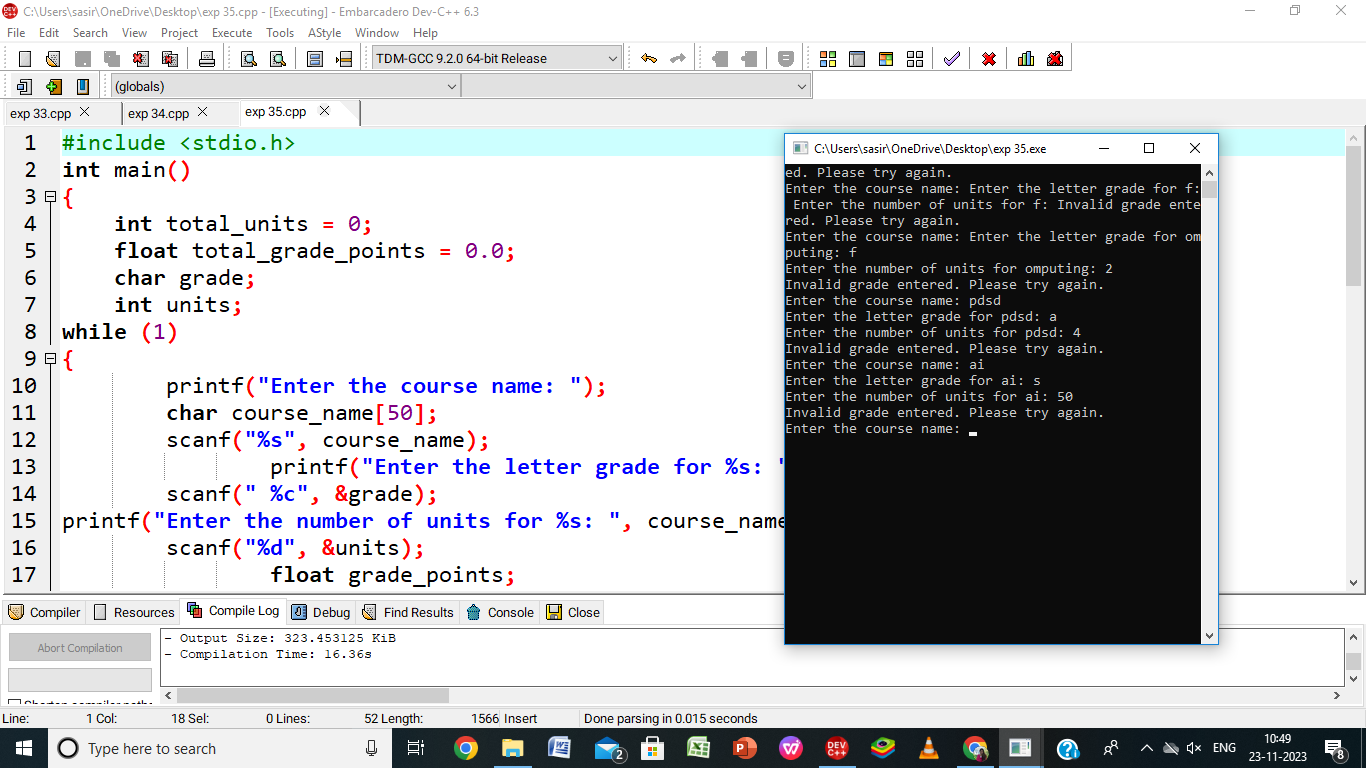 C:\Users\sasir\OneDrive\Desktop\exp 35.cpp - [Executing] - Embarcadero Dev-C++ 6.3
File Edit Search View Project Execute Tools AStyle Window Help
TDM-GCC 9.2.0 64-bit Release
(globals)
exp 33.cpp exp 34.cpp exp 35.cpp
1 #include <stdio.h>
2 int main()
3 {
4 int total_units = 0;
5 float total_grade_points = 0.0;
6 char grade;
7 int units;
8 while (1)
9 {
10 printf("Enter the course name: ");
11 char course_name[50];
12 scanf("%s", course_name);
13 printf("Enter the letter grade for %s: "
14 scanf(" %c", &grade);
15 printf("Enter the number of units for %s: ", course_name
16 scanf("%d", &units);
17 float grade_points;
C:\Users\sasir\OneDrive\Desktop\exp 35.exe
ed. Please try again.
Enter the course name: Enter the letter grade for f:
Enter the number of units for f: Invalid grade ente
red. Please try again.
Enter the course name: Enter the letter grade for om
puting: f
Enter the number of units for omputing: 2
Invalid grade entered. Please try again.
Enter the course name: pdsd
Enter the letter grade for pdsd: a
Enter the number of units for pdsd: 4
Invalid grade entered. Please try again.
Enter the course name: ai
Enter the letter grade for ai: s
Enter the number of units for ai: 50
Invalid grade entered. Please try again.
Enter the course name:
Compiler Resources Compile Log Debug Find Results Console Close
Abort Compilation
- Output Size: 323.453125 KiB
- Compilation Time: 16.36s
Line: 1 Col: 18 Sel: 0 Lines: 52 Length: 1566 Insert Done parsing in 0.015 seconds
Type here to search
2
DEV C++
ENG
10:49
23-11-2023
8